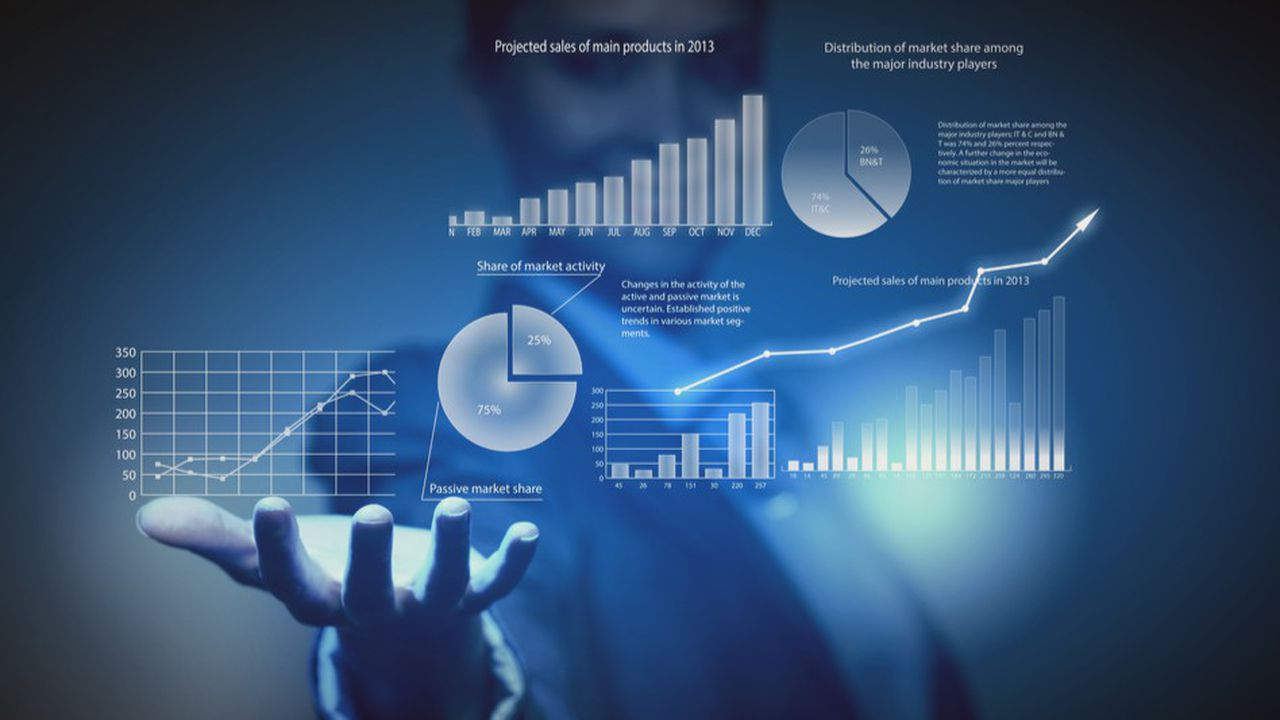 Projected sales of main products in 2013
Distribution of market share among
the major industry players
Distribution of market share among the
major industry players: IT & C and BN &
T was 74% and 26% percent respec-
tively. A further change in the eco-
nomic situation in the market will be
characterized by a more equal distribu-
tion of market share major players
26%
BN&T
74%
IT&C
N FEB MAR APR MAY JUN JUL AUG SEP OCT NOV DEC
Share of market activity
Changes in the activity of the
active and passive market is
uncertain. Established positive
trends in various market seg-
ments.
25%
75%
Passive market share
Projected sales of main products in 2013
350
300
250
200
150
100
50
0
300
250
200
150
100
50
0
45 26 78 151 30 220 257